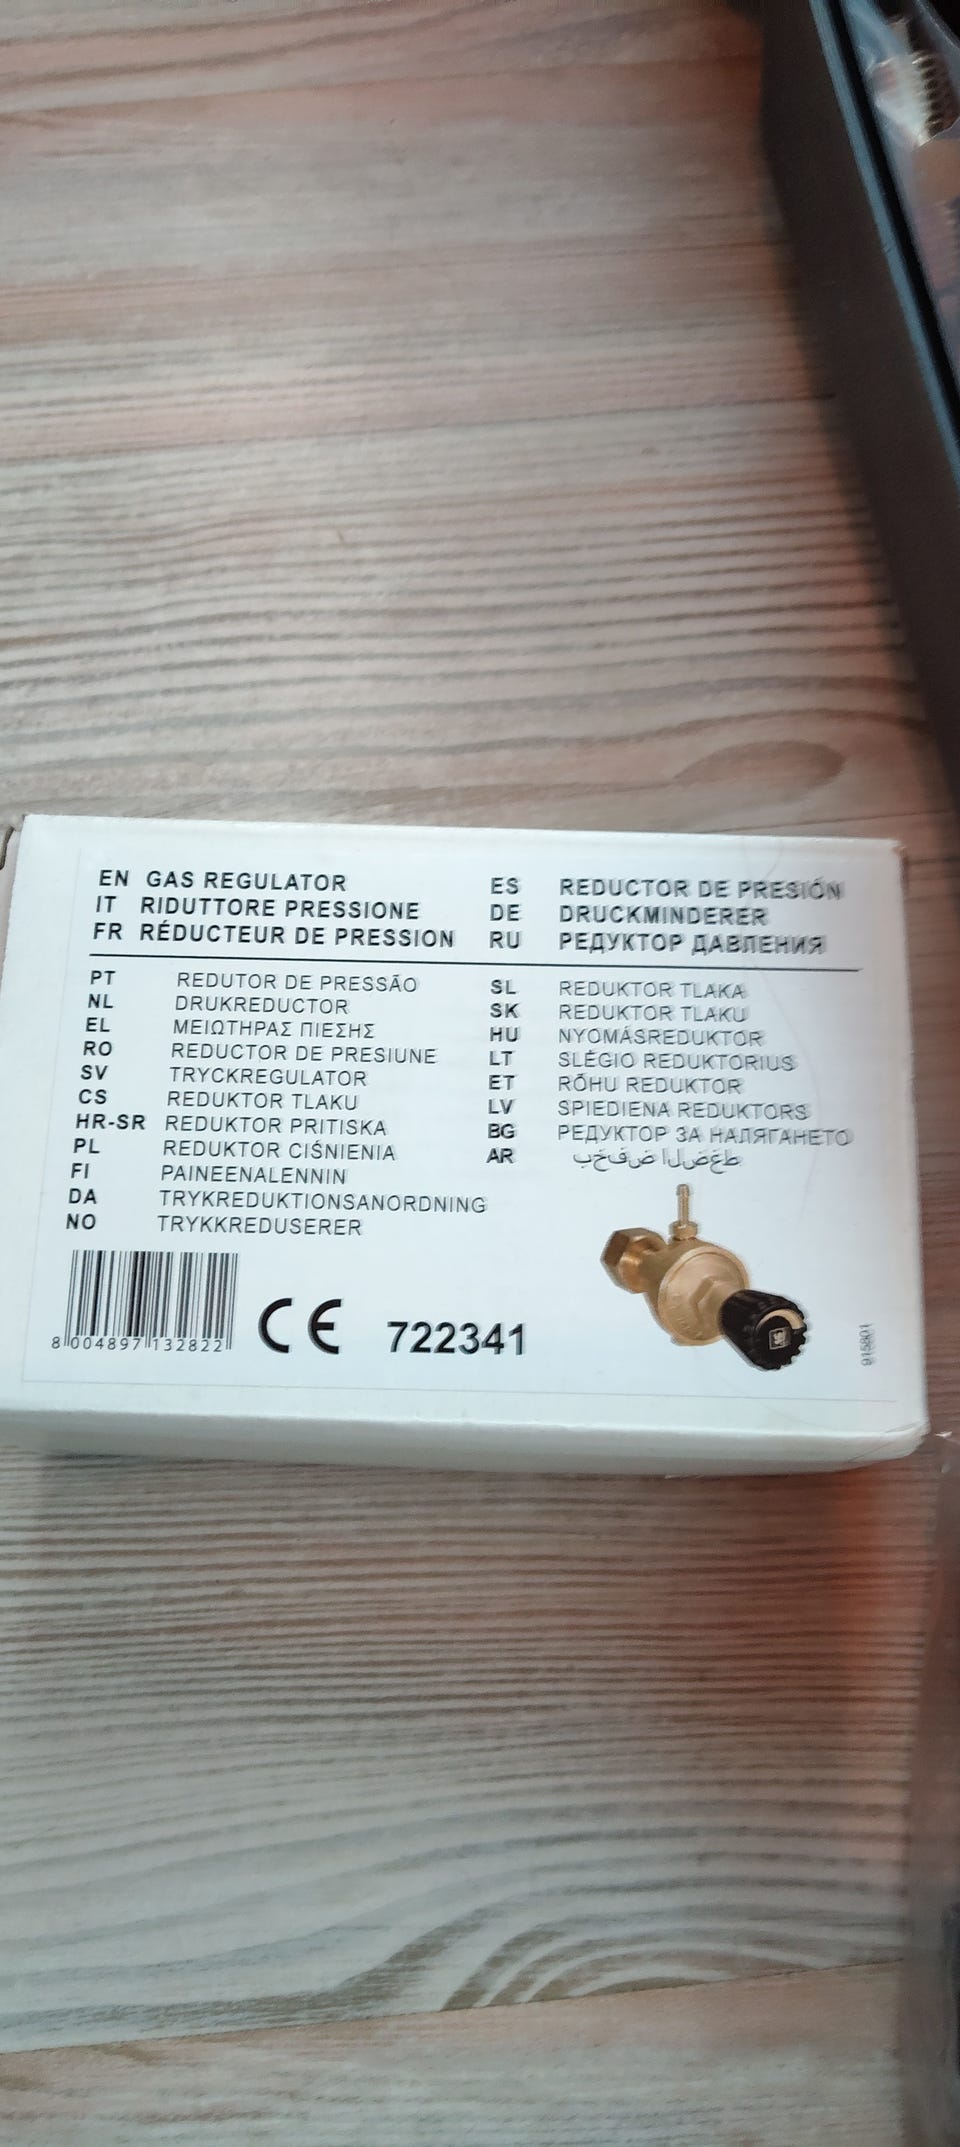 EN GAS REGULATOR
IT RIDUTTORE PRESSIONE
FR RÉDUCTEUR DE PRESSION
ES REDUCTOR DE PRESIÓN
DE DRUCKMINDERER
RU РЕДУКТОР ДАВЛЕНИЯ
PT REDUTOR DE PRESSÃO
NL DRUKREDUCTOR
EL ΜΕΙΩΤΗΡΑΣ ΠΙΕΣΗΣ
RO REDUCTOR DE PRESIUNE
SV TRYCKREGULATOR
CS REDUKTOR TLAKU
HR-SR REDUKTOR PRITISKA
PL REDUKTOR CIŚNIENIA
FI PAINEENALENNIN
DA TRYKREDUKTIONSANORDNING
NO TRYKKREDUSERER
SL REDUKTOR TLAKA
SK REDUKTOR TLAKU
HU NYOMÁSREDUKTOR
LT SLĖGIO REDUKTORIUS
ET RÕHU REDUKTOR
LV SPIEDIENA REDUKTORS
BG РЕДУКТОР ЗА НАЛЯГАНЕТО
AR
8 004897 132822
CE 722341
915801